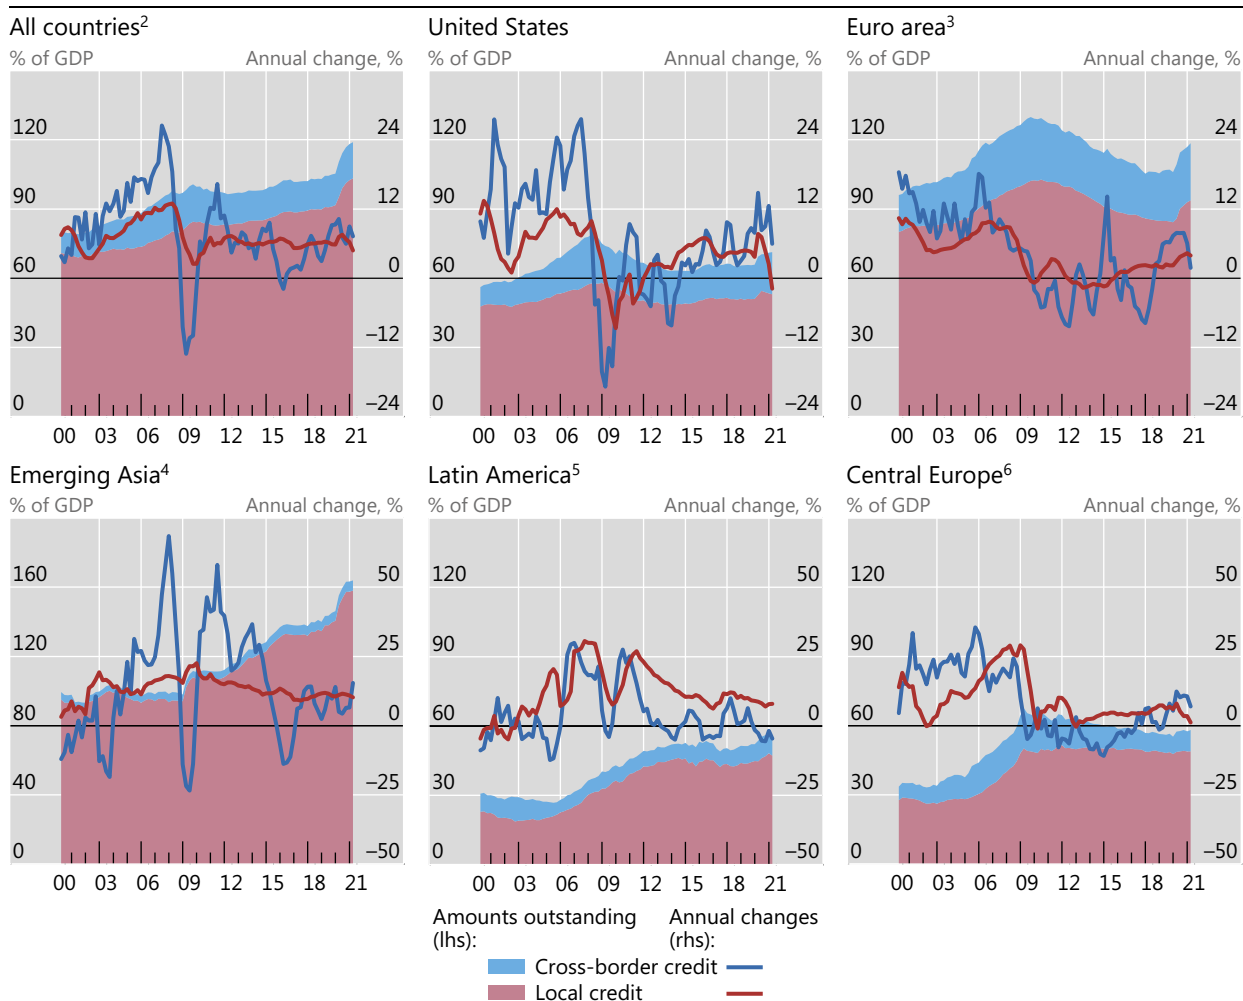 All countries2
% of GDP Annual change, %
120 24
90 12
60 0
30 –12
0 –24
00 03 06 09 12 15 18 21
United States
% of GDP Annual change, %
120 24
90 12
60 0
30 –12
0 –24
00 03 06 09 12 15 18 21
Euro area3
% of GDP Annual change, %
120 24
90 12
60 0
30 –12
0 –24
00 03 06 09 12 15 18 21
Emerging Asia4
% of GDP Annual change, %
160 50
120 25
80 0
40 –25
0 –50
00 03 06 09 12 15 18 21
Latin America5
% of GDP Annual change, %
120 50
90 25
60 0
30 –25
0 –50
00 03 06 09 12 15 18 21
Central Europe6
% of GDP Annual change, %
120 50
90 25
60 0
30 –25
0 –50
00 03 06 09 12 15 18 21
Amounts outstanding Annual changes
(lhs): (rhs):
Cross-border credit
Local credit